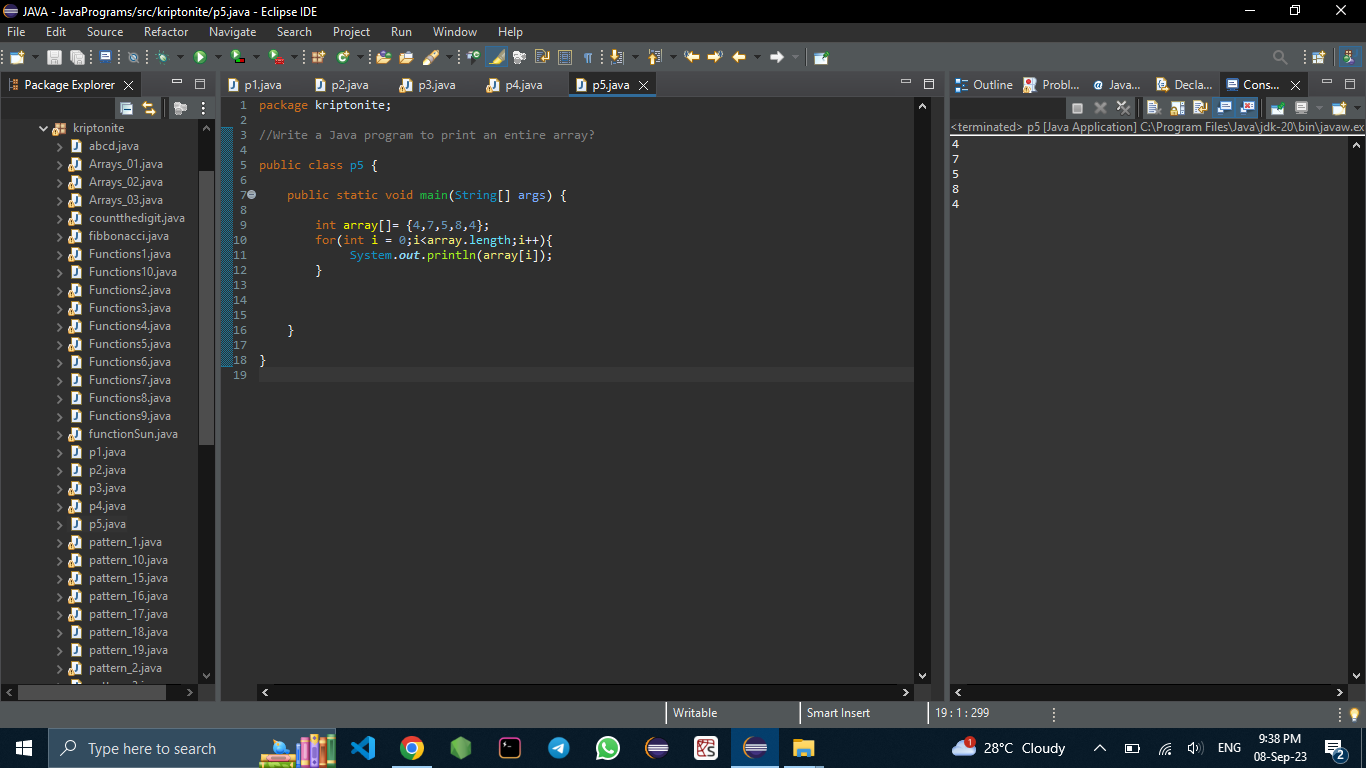 JAVA - JavaPrograms/src/kriptonite/p5.java - Eclipse IDE
File Edit Source Refactor Navigate Search Project Run Window Help
Package Explorer
kriptonite
abcd.java
Arrays_01.java
Arrays_02.java
Arrays_03.java
countthedigit.java
fibbonacci.java
Functions1.java
Functions10.java
Functions2.java
Functions3.java
Functions4.java
Functions5.java
Functions6.java
Functions7.java
Functions8.java
Functions9.java
functionSun.java
p1.java
p2.java
p3.java
p4.java
p5.java
pattern_1.java
pattern_10.java
pattern_15.java
pattern_16.java
pattern_17.java
pattern_18.java
pattern_19.java
pattern_2.java
p1.java p2.java p3.java p4.java p5.java
1 package kriptonite;
2
3 //Write a Java program to print an entire array?
4
5 public class p5 {
6
7 public static void main(String[] args) {
8
9 int array[]= {4,7,5,8,4};
10 for(int i = 0;i<array.length;i++){
11 System.out.println(array[i]);
12 }
13
14
15
16 }
17
18 }
19
Outline Probl... @ Java... Decla... Cons...
<terminated> p5 [Java Application] C:\Program Files\Java\jdk-20\bin\javaw.ex
4
7
5
8
4
Writable Smart Insert 19 : 1 : 299
Type here to search
28°C Cloudy ENG
9:38 PM
08-Sep-23
1
2